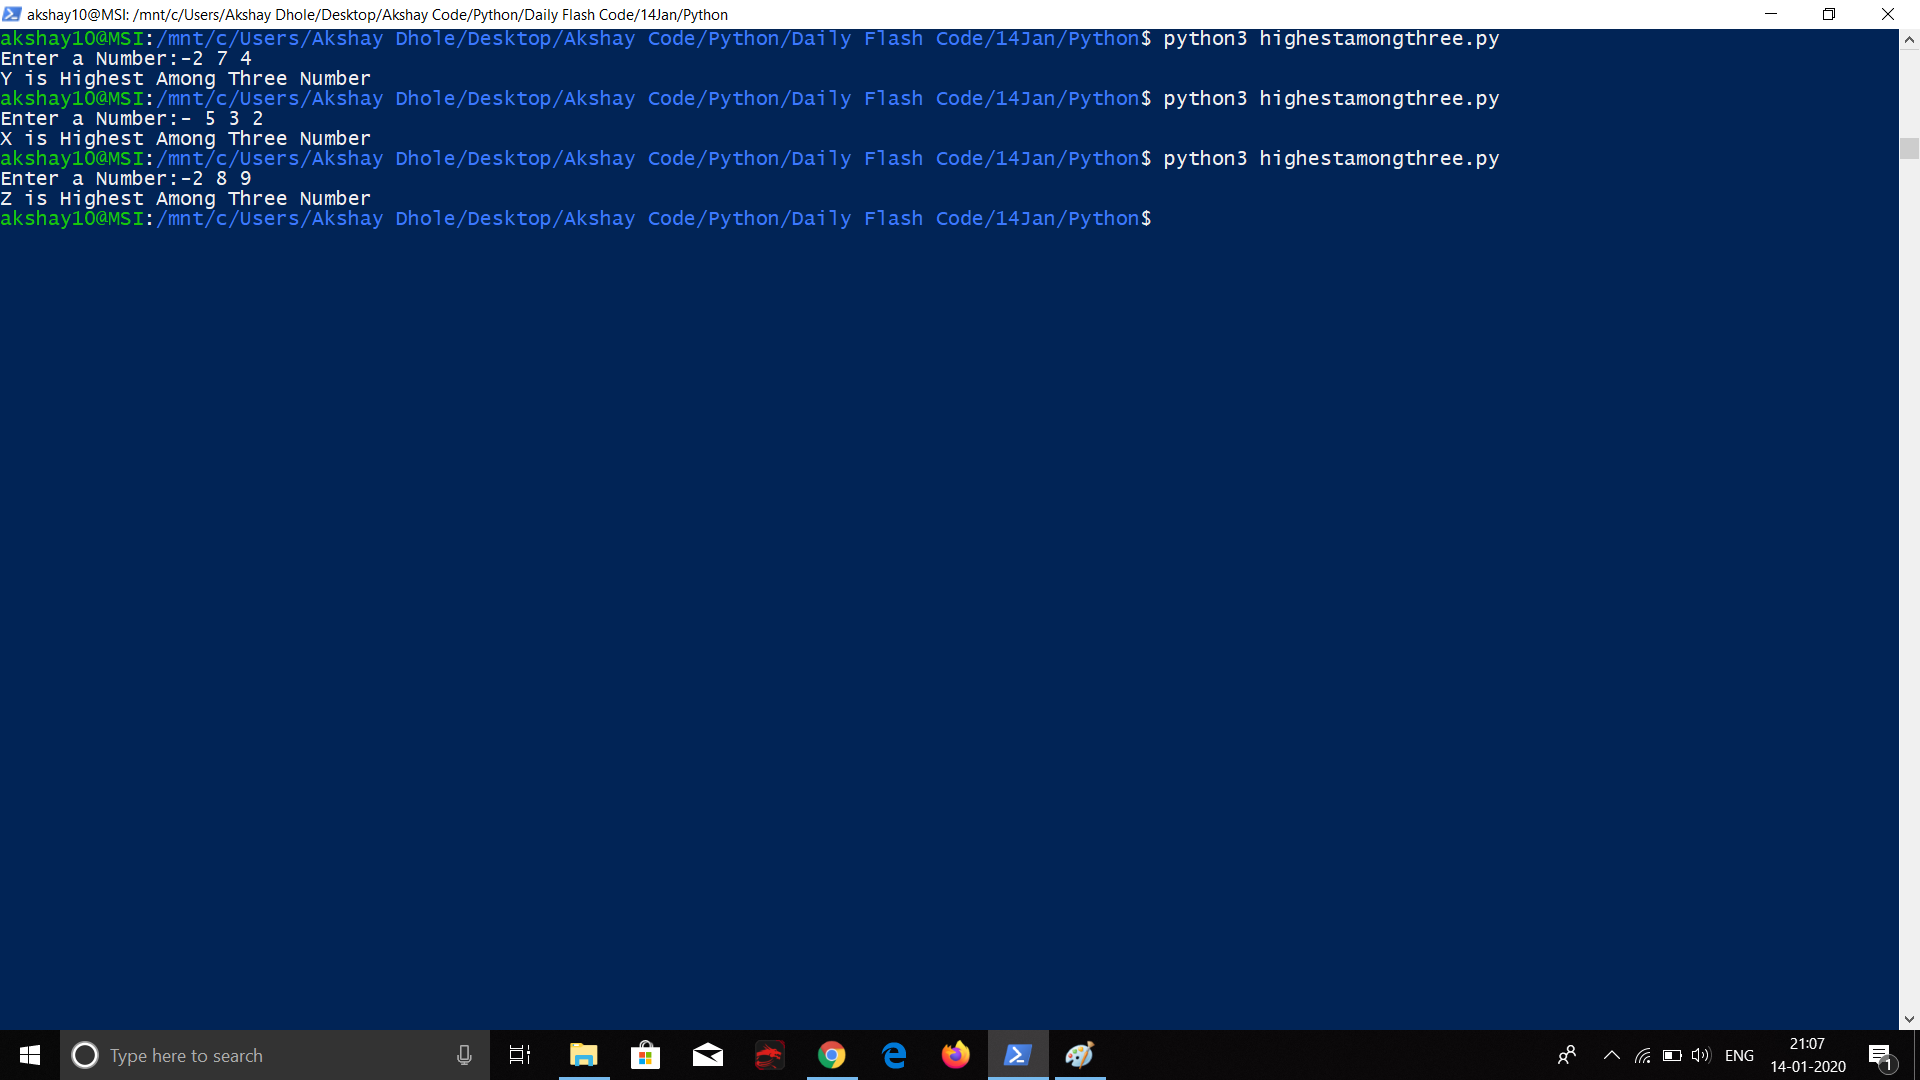 akshay10@MSI: /mnt/c/Users/Akshay Dhole/Desktop/Akshay Code/Python/Daily Flash Code/14Jan/Python
akshay10@MSI:/mnt/c/Users/Akshay Dhole/Desktop/Akshay Code/Python/Daily Flash Code/14Jan/Python$ python3 highestamongthree.py
Enter a Number:-2 7 4
Y is Highest Among Three Number
akshay10@MSI:/mnt/c/Users/Akshay Dhole/Desktop/Akshay Code/Python/Daily Flash Code/14Jan/Python$ python3 highestamongthree.py
Enter a Number:- 5 3 2
X is Highest Among Three Number
akshay10@MSI:/mnt/c/Users/Akshay Dhole/Desktop/Akshay Code/Python/Daily Flash Code/14Jan/Python$ python3 highestamongthree.py
Enter a Number:-2 8 9
Z is Highest Among Three Number
akshay10@MSI:/mnt/c/Users/Akshay Dhole/Desktop/Akshay Code/Python/Daily Flash Code/14Jan/Python$
Type here to search
ENG
21:07
14-01-2020
1